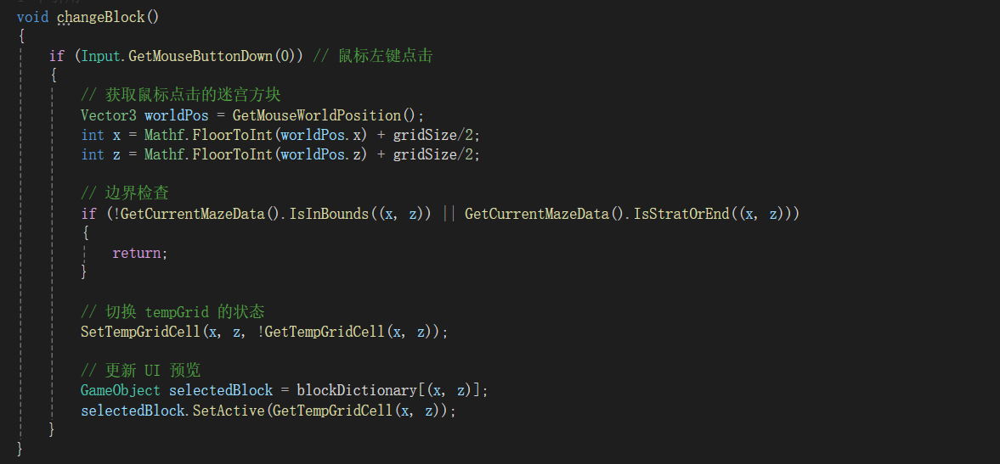 void changeBlock()
{
if (Input.GetMouseButtonDown(0)) // 鼠标左键点击
{
// 获取鼠标点击的迷宫方块
Vector3 worldPos = GetMouseWorldPosition();
int x = Mathf.FloorToInt(worldPos.x) + gridSize/2;
int z = Mathf.FloorToInt(worldPos.z) + gridSize/2;
// 边界检查
if (!GetCurrentMazeData().IsInBounds((x, z)) || GetCurrentMazeData().IsStratOrEnd((x, z)))
{
return;
}
// 切换 tempGrid 的状态
SetTempGridCell(x, z, !GetTempGridCell(x, z));
// 更新 UI 预览
GameObject selectedBlock = blockDictionary[(x, z)];
selectedBlock.SetActive(GetTempGridCell(x, z));
}
}